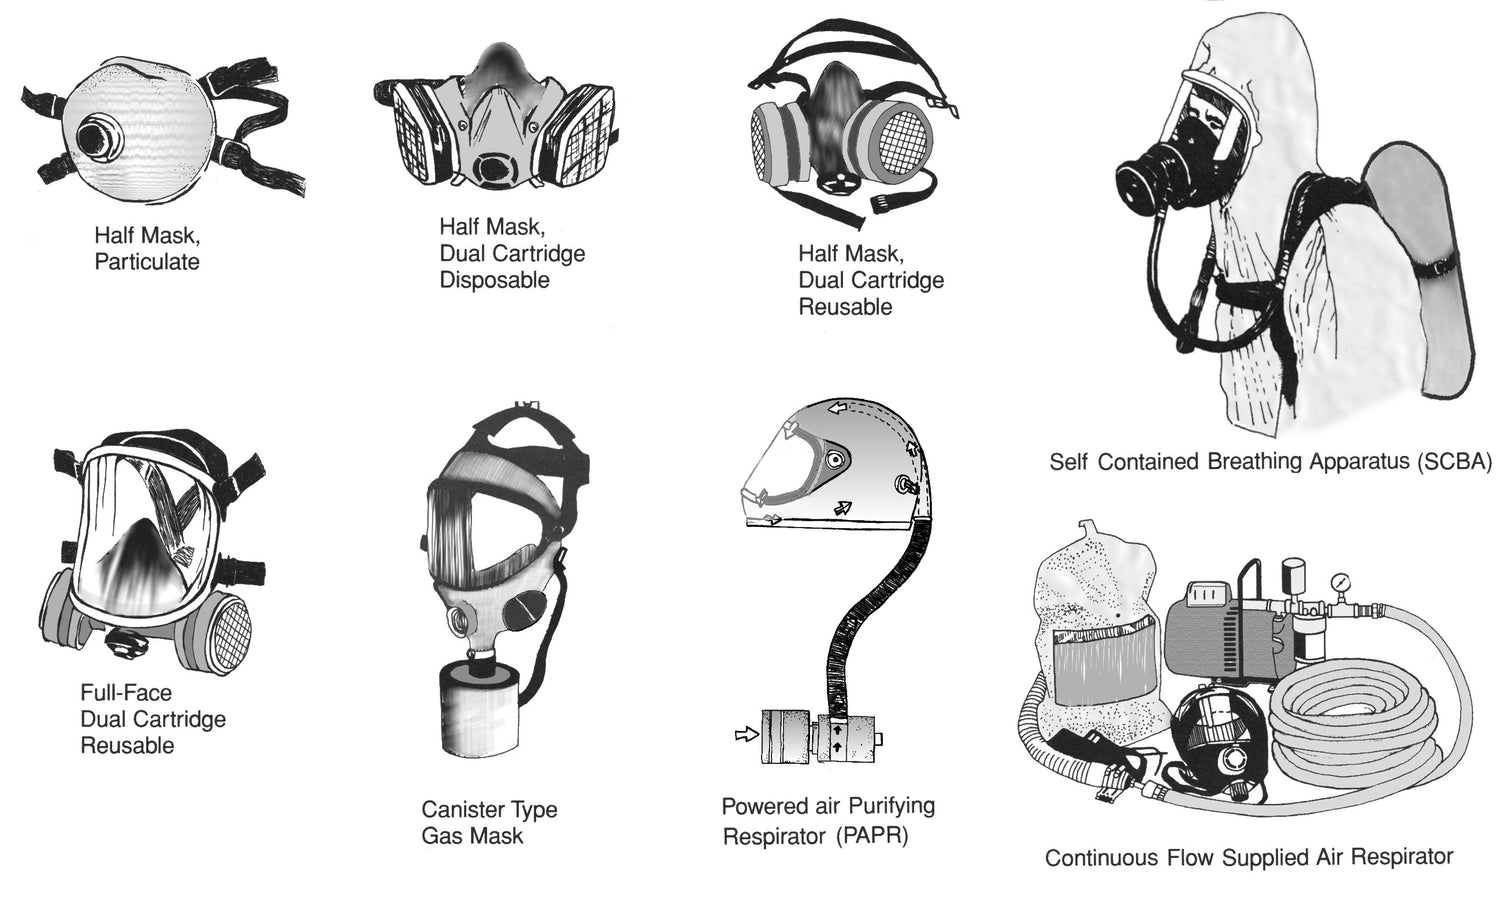 Half Mask,
Particulate
Half Mask,
Dual Cartridge
Disposable
Half Mask,
Dual Cartridge
Reusable
Self Contained Breathing Apparatus (SCBA)
Full-Face
Dual Cartridge
Reusable
Canister Type
Gas Mask
Powered air Purifying
Respirator (PAPR)
Continuous Flow Supplied Air Respirator